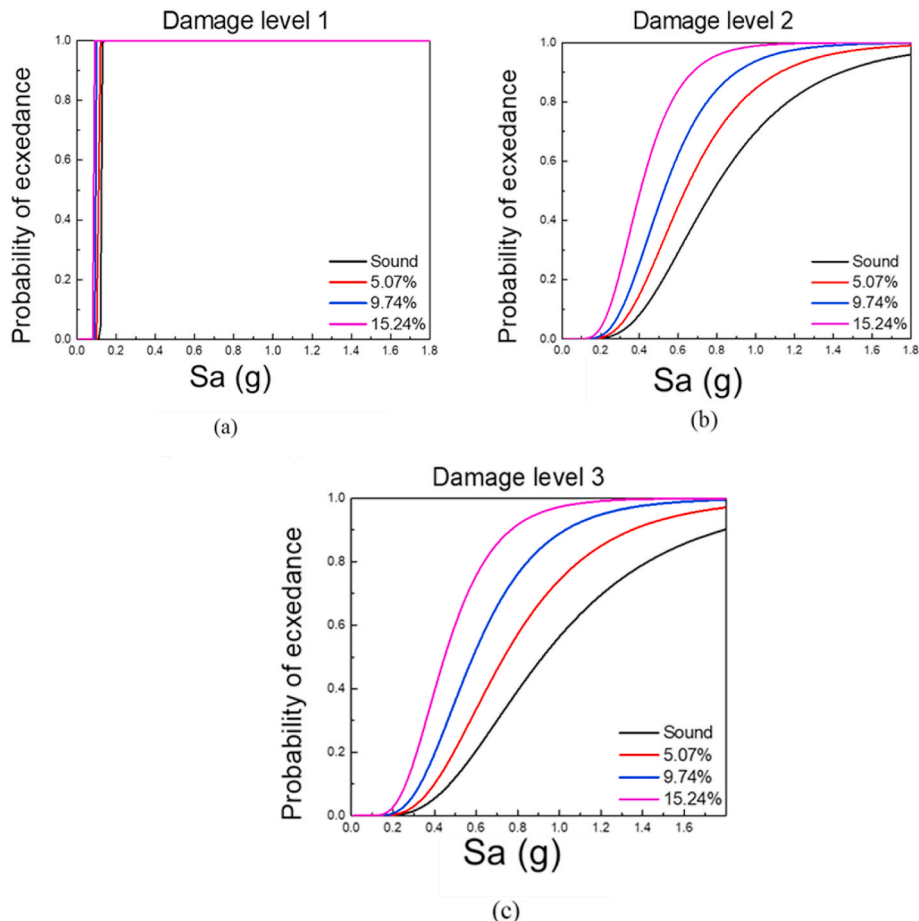 Damage level 1
Probability of ecxedance
1.0
0.8
0.6
0.4
0.2
0.0
0.0 0.2 0.4 0.6 0.8 1.0 1.2 1.4 1.6 1.8
Sound
5.07%
9.74%
15.24%
Sa (g)
(a)
Damage level 2
Probability of ecxedance
1.0
0.8
0.6
0.4
0.2
0.0
0.0 0.2 0.4 0.6 0.8 1.0 1.2 1.4 1.6 1.8
Sound
5.07%
9.74%
15.24%
Sa (g)
(b)
Damage level 3
Probability of ecxedance
1.0
0.8
0.6
0.4
0.2
0.0
0.0 0.2 0.4 0.6 0.8 1.0 1.2 1.4 1.6
Sound
5.07%
9.74%
15.24%
Sa (g)
(c)